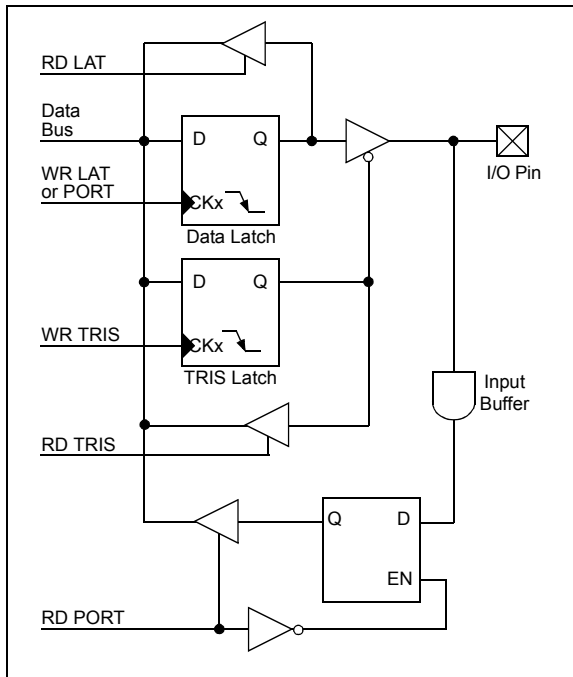 RD LAT
Data
Bus
D Q
WR LAT
or PORT
I/O Pin
CKx
Data Latch
D Q
WR TRIS
CKx
TRIS Latch
Input
Buffer
RD TRIS
Q D
EN
RD PORT